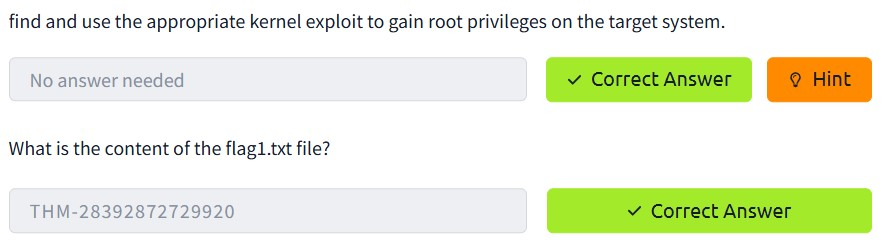 find and use the appropriate kernel exploit to gain root privileges on the target system.
No answer needed
Correct Answer
Hint
What is the content of the flag1.txt file?
THM-28392872729920
Correct Answer